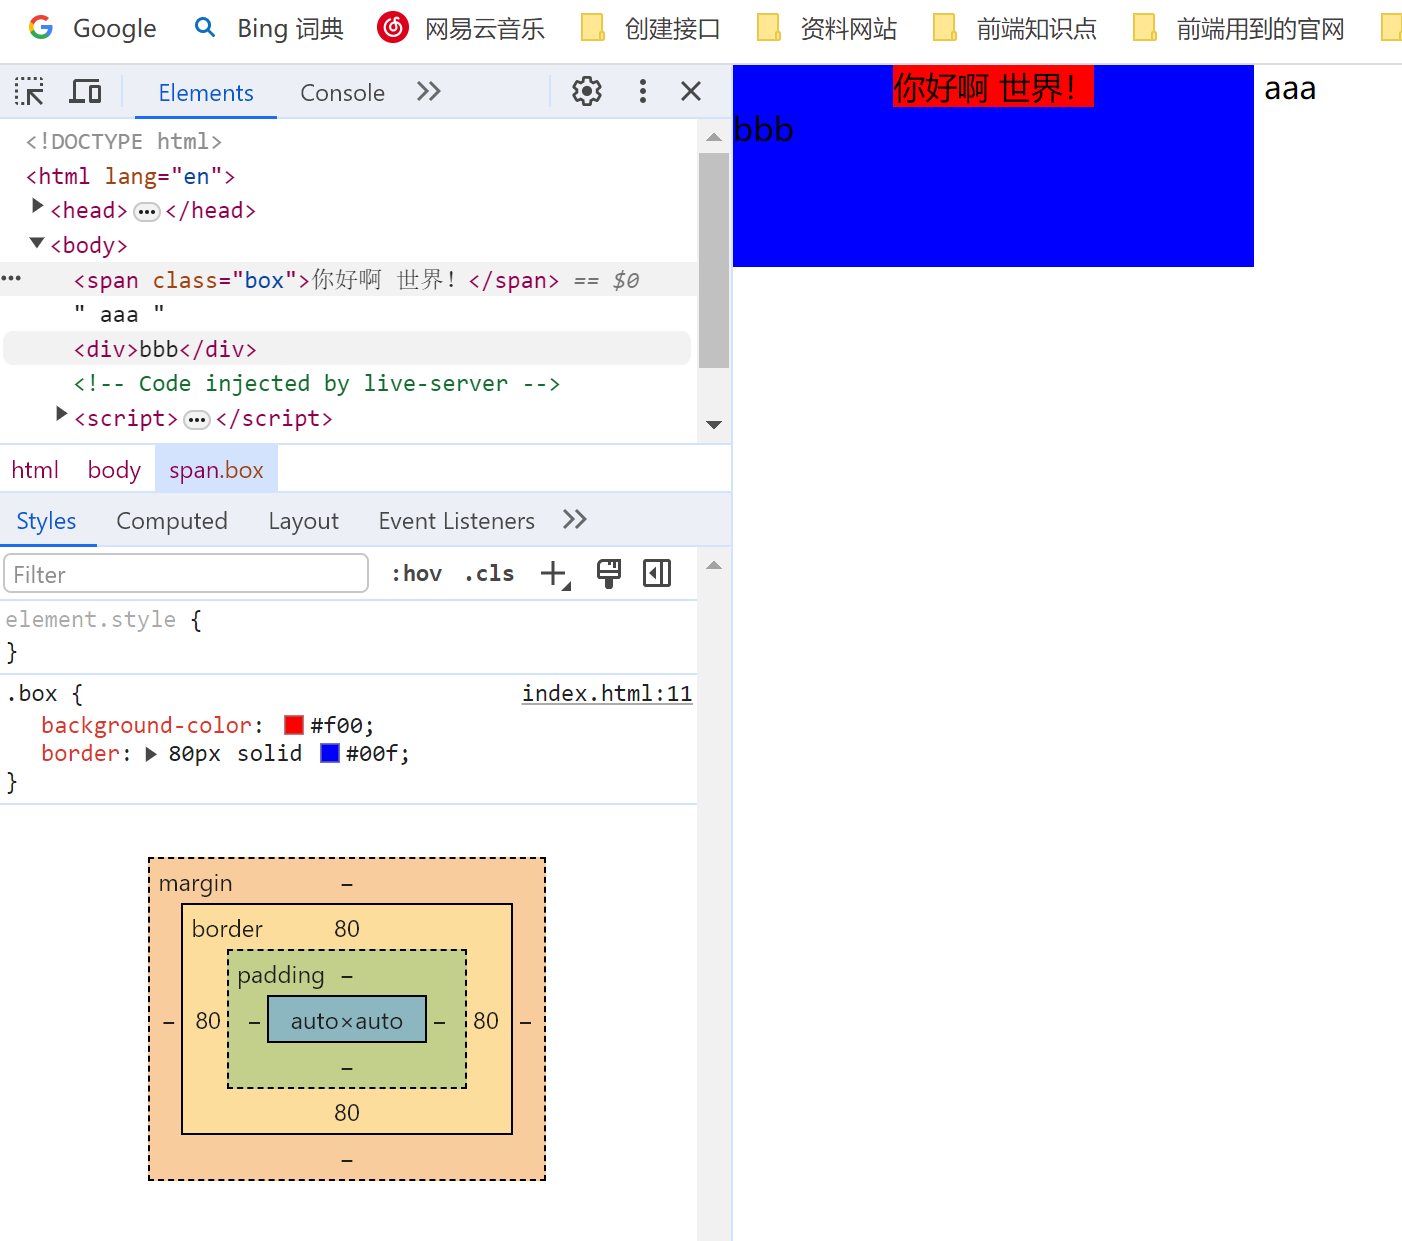 Google Bing 词典 网易云音乐 创建接口 资料网站 前端知识点 前端用到的官网
Elements Console
<!DOCTYPE html>
<html lang="en">
<head>…</head>
<body>
<span class="box">你好啊 世界！</span> == $0
" aaa "
<div>bbb</div>
<!-- Code injected by live-server -->
<script>…</script>
html body span.box
Styles Computed Layout Event Listeners
Filter :hov .cls
element.style {
}
.box { index.html:11
background-color: #f00;
border: 80px solid #00f;
}
margin –
border 80
padding –
– 80 – auto×auto – 80 –
–
80
–
你好啊 世界！ aaa
bbb